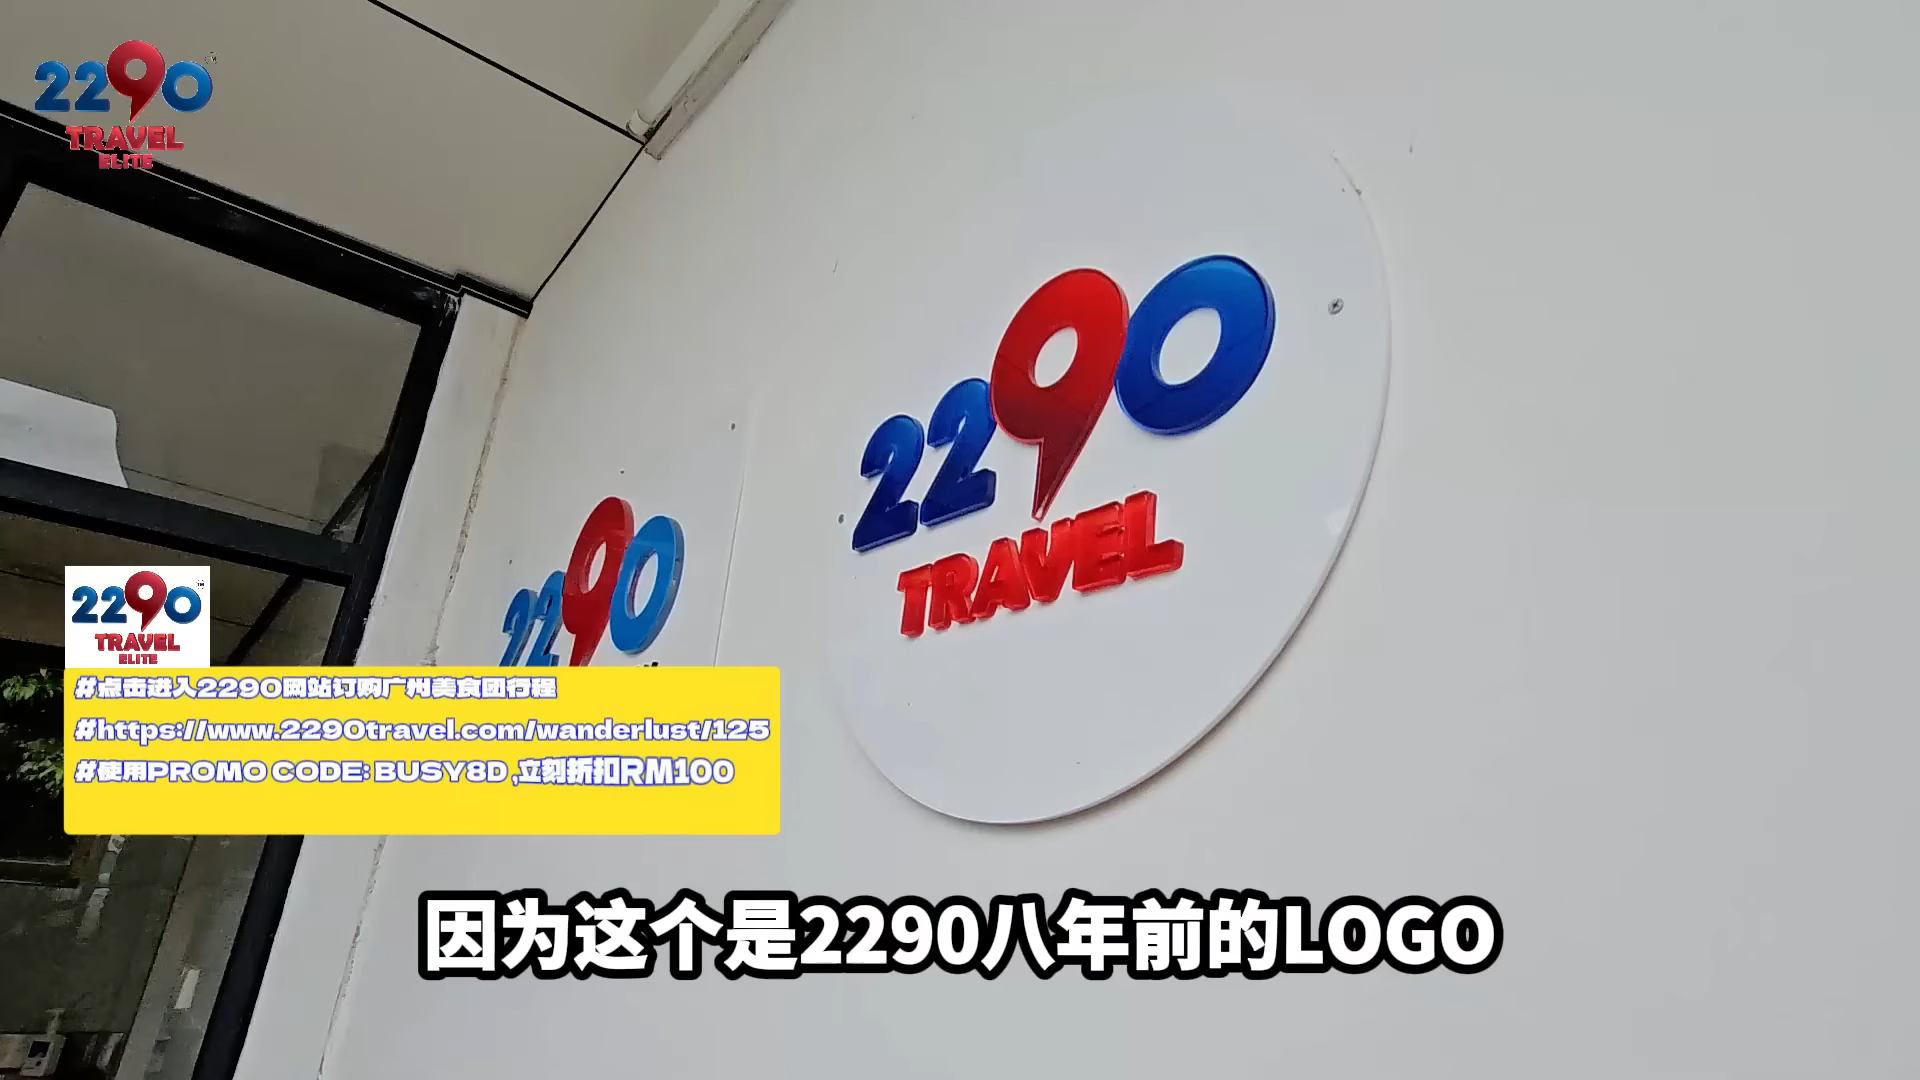 2290
TRAVEL
ELITE
2290
TRAVEL
2290
2290
TRAVEL
ELITE
#点击进入2290网站订购广州美食团行程
#https://www.2290travel.com/wanderlust/125
#使用PROMO CODE: BUSY8D ,立刻折扣RM100
因为这个是2290八年前的LOGO